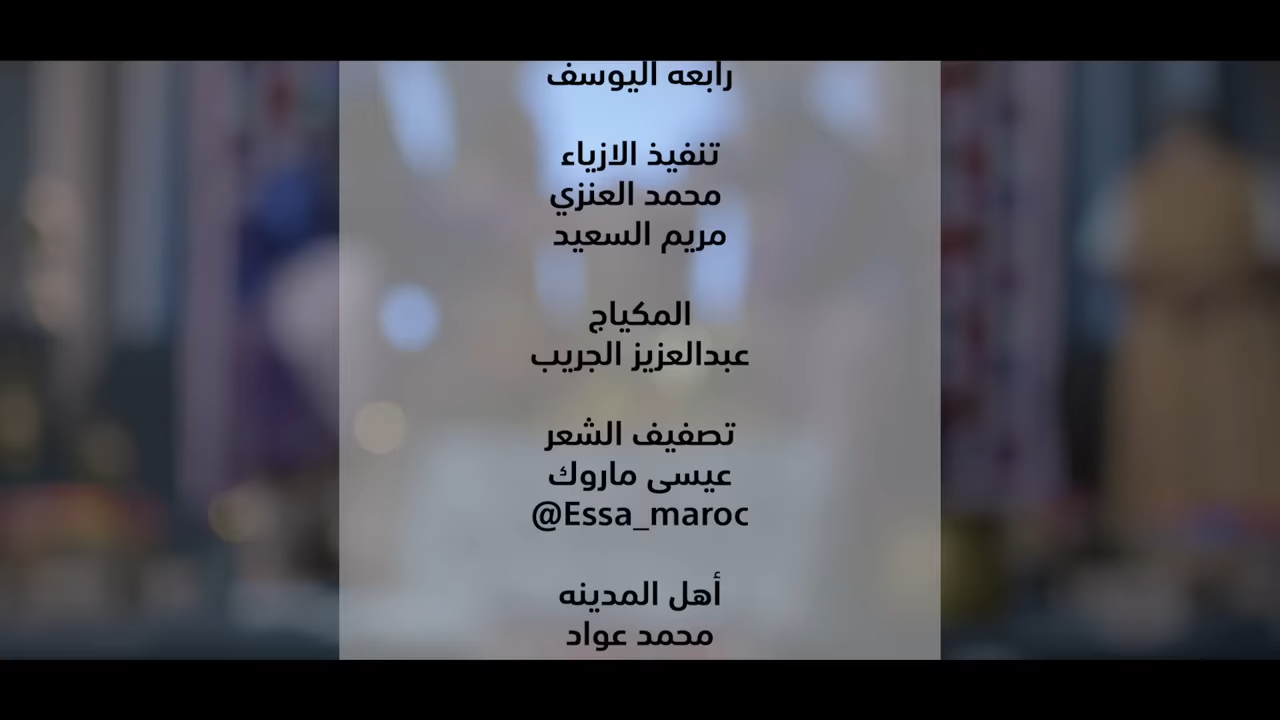 رابعه اليوسف
تنفيذ الازياء
محمد العنزي
مريم السعيد
المكياج
عبدالعزيز الجريب
تصفيف الشعر
عيسى ماروك
@Essa_maroc
أهل المدينه
محمد عواد